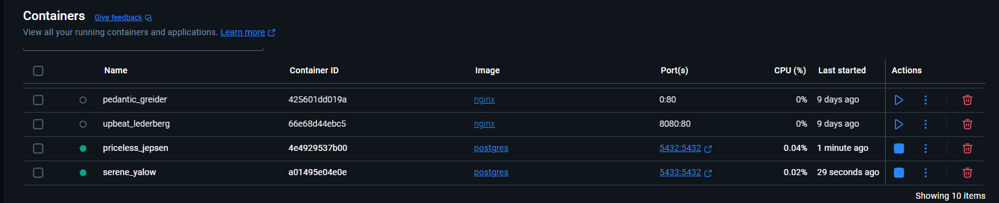 Containers Give feedback
View all your running containers and applications. Learn more
Name Container ID Image Port(s) CPU (%) Last started Actions
pedantic_greider 425601dd019a nginx 0:80 0% 9 days ago
upbeat_lederberg 66e68d44ebc5 nginx 8080:80 0% 9 days ago
priceless_jepsen 4e4929537b00 postgres 5432:5432 0.04% 1 minute ago
serene_yalow a01495e04e0e postgres 5433:5432 0.02% 29 seconds ago
Showing 10 items